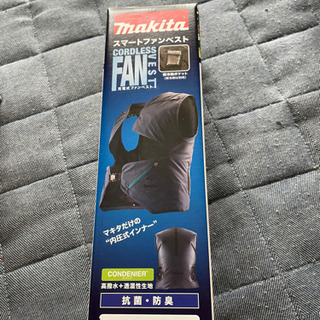 makita
スマートファンベスト
CORDLESS
FAN
VEST
充電式ファンベスト
マキタだけの
"内圧式インナー"
CONDENIER
高撥水+透湿性生地
抗菌・防臭